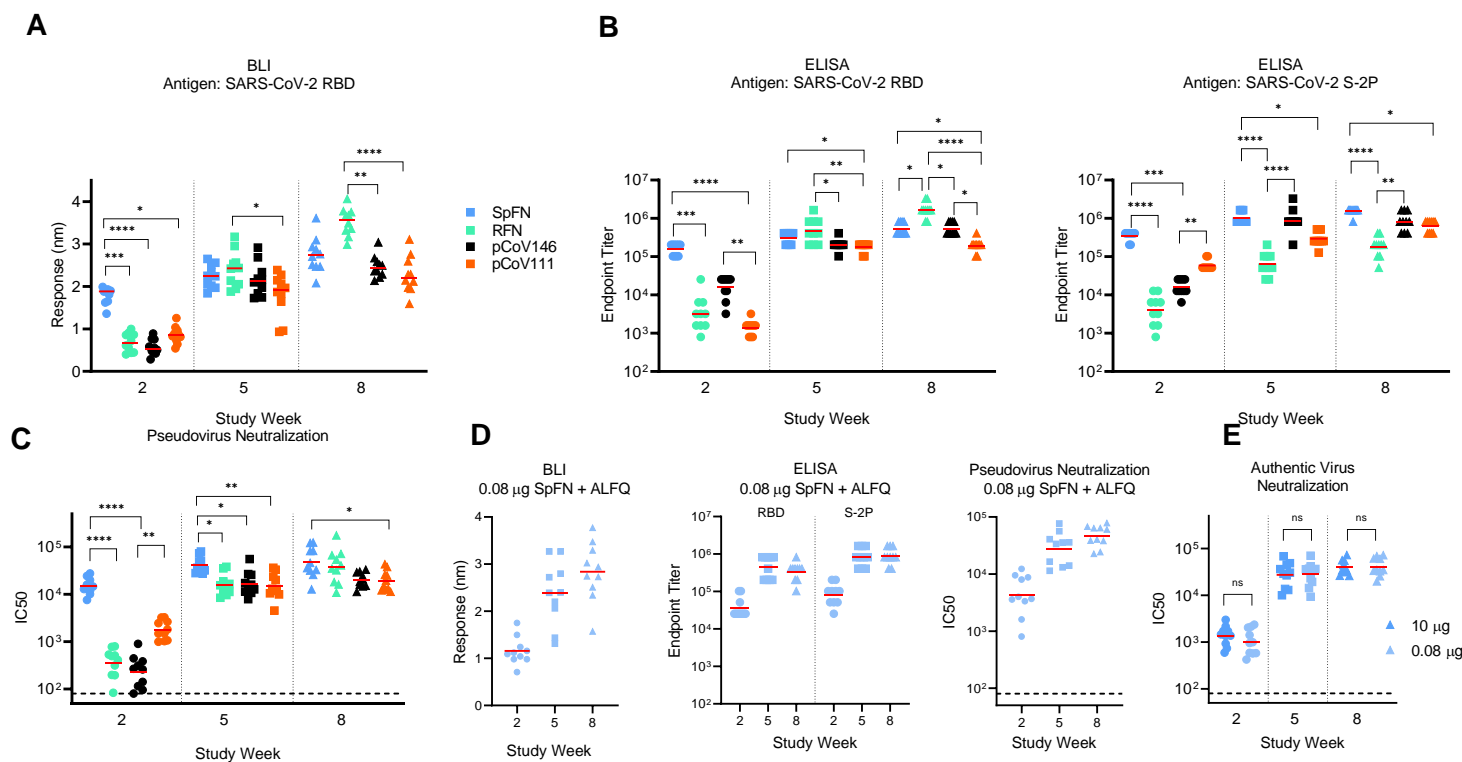 A
BLI
Antigen: SARS-CoV-2 RBD
Response (nm)
4
3
2
1
0
****
**
*
*
****
***
2
5
8
Study Week
SpFN
RFN
pCoV146
pCoV111
B
ELISA
Antigen: SARS-CoV-2 RBD
Endpoint Titer
10⁷
10⁶
10⁵
10⁴
10³
10²
****
***
**
*
**
*
*
****
*
*
*
2
5
8
Study Week
ELISA
Antigen: SARS-CoV-2 S-2P
Endpoint Titer
10⁷
10⁶
10⁵
10⁴
10³
10²
***
****
**
*
****
****
*
****
**
2
5
8
Study Week
C
Pseudovirus Neutralization
IC50
10⁵
10⁴
10³
10²
****
****
**
**
*
*
*
2
5
8
Study Week
D
BLI
0.08 µg SpFN + ALFQ
Response (nm)
4
3
2
1
0
2
5
8
Study Week
ELISA
0.08 µg SpFN + ALFQ
RBD
S-2P
Endpoint Titer
10⁷
10⁶
10⁵
10⁴
10³
10²
2 5 8 2 5 8
Study Week
Pseudovirus Neutralization
0.08 µg SpFN + ALFQ
IC50
10⁵
10⁴
10³
10²
2
5
8
Study Week
E
Authentic Virus
Neutralization
IC50
10⁵
10⁴
10³
10²
ns
ns
ns
2
5
8
Study Week
10 µg
0.08 µg